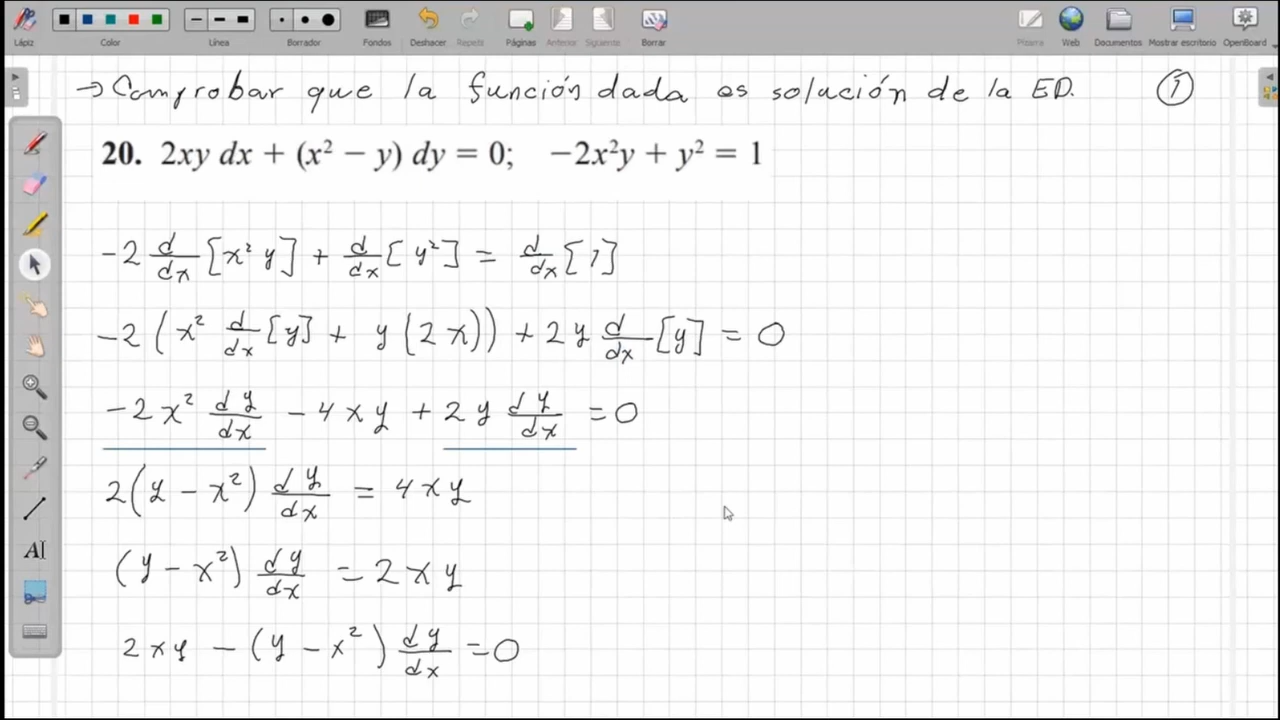 Lápiz Color Línea Borrador Fondos Deshacer Repetir Páginas Anterior Siguiente Borrar Pizarra Web Documentos Mostrar escritorio OpenBoard
→ Comprobar que la función dada es solución de la ED. ①
20. 2xy dx + (x² − y) dy = 0; −2x²y + y² = 1
-2 d/dx [x² y] + d/dx [y²] = d/dx [1]
-2 (x² d/dx [y] + y (2x)) + 2y d/dx [y] = 0
-2x² dy/dx - 4xy + 2y dy/dx = 0
2(y - x²) dy/dx = 4xy
(y - x²) dy/dx = 2xy
2xy - (y - x²) dy/dx = 0
AI